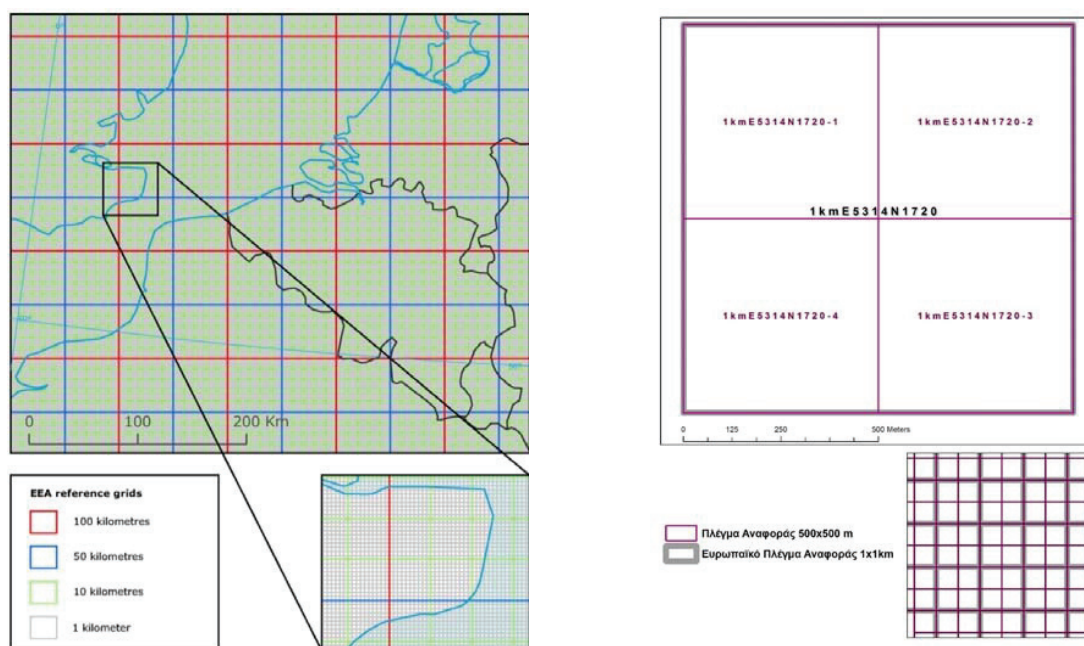 0 100 200 Km
EEA reference grids
100 kilometres
50 kilometres
10 kilometres
1 kilometer
1kmE5314N1720-1
1kmE5314N1720-2
1kmE5314N1720
1kmE5314N1720-4
1kmE5314N1720-3
0 125 250 500 Meters
Πλέγμα Αναφοράς 500x500 m
Ευρωπαϊκό Πλέγμα Αναφοράς 1x1km